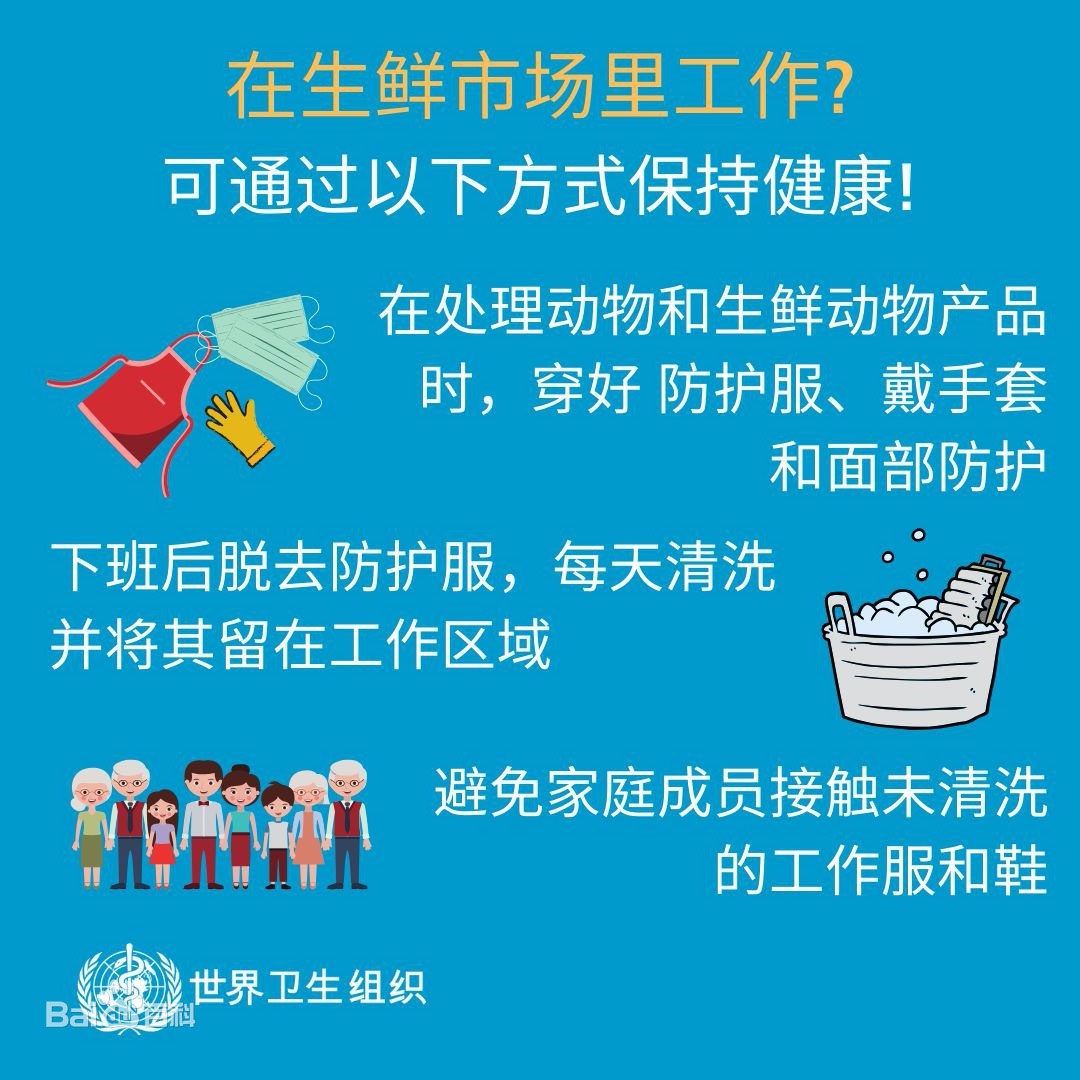 在生鲜市场里工作?
可通过以下方式保持健康!
在处理动物和生鲜动物产品
时，穿好 防护服、戴手套
和面部防护
下班后脱去防护服，每天清洗
并将其留在工作区域
避免家庭成员接触未清洗
的工作服和鞋
世界卫生组织
Bai百科